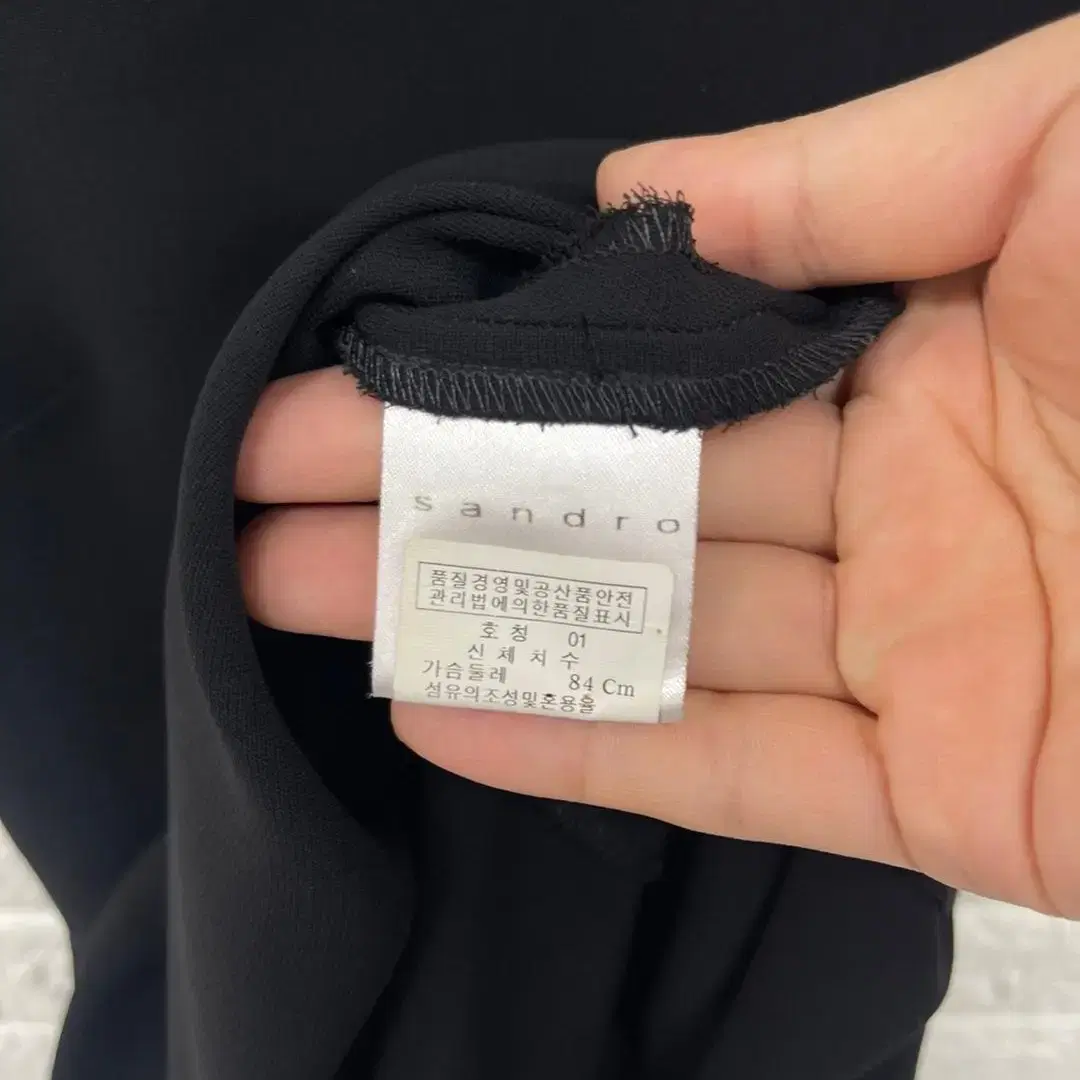 sandro
품질경영및공산품안전
관리법에의한품질표시
호칭 01
신체치수
가슴둘레 84 Cm
섬유의조성및혼용율